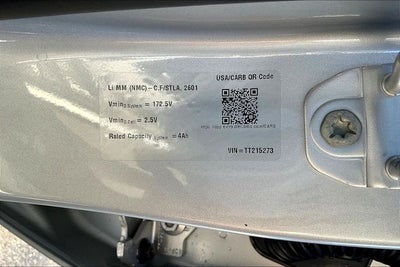 USA/CARB QR Code
Li MM (NMC) – C.F/STLA. 2601
Vmin, System = 172.5V
Vmin, Cell = 2.5V
Rated Capacity System = 4Ah
VIN = TT215273